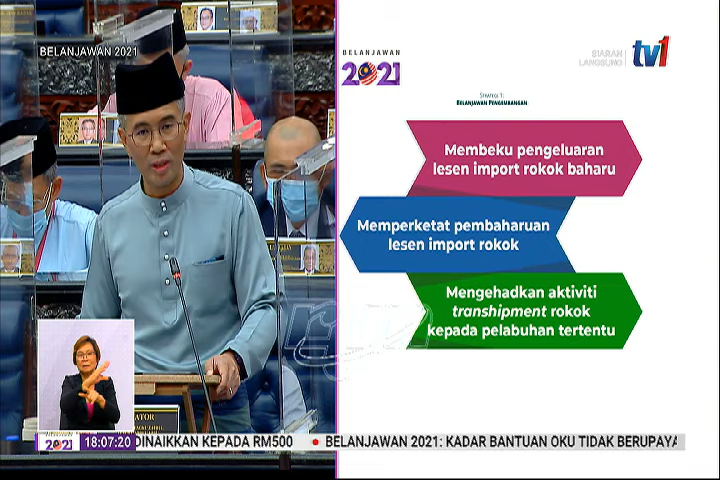 BELANJAWAN 2021
BELANJAWAN
2021
SIARAN
LANGSUNG
tv1
STRATEGI 1:
BELANJAWAN PENGEMBANGAN
Membeku pengeluaran
lesen import rokok baharu
Memperketat pembaharuan
lesen import rokok
Mengehadkan aktiviti
transhipment rokok
kepada pelabuhan tertentu
2021
18:07:20
DINAIKKAN KEPADA RM500 • BELANJAWAN 2021: KADAR BANTUAN OKU TIDAK BERUPAYA